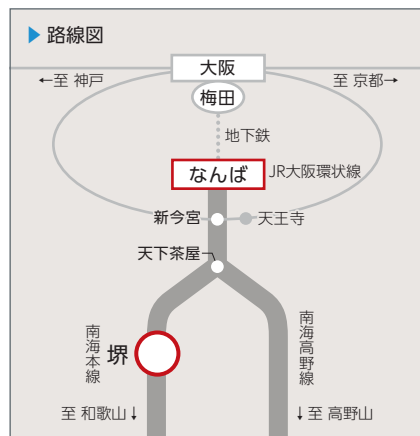 路線図
大阪
←至 神戸
至 京都→
梅田
地下鉄
なんば
JR大阪環状線
新今宮
天王寺
天下茶屋
南海本線
堺
南海高野線
至 和歌山↓
↓至 高野山